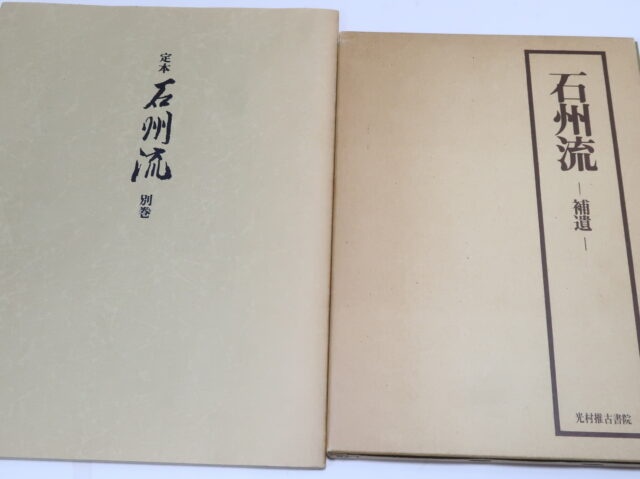 定本
石州流
別巻
石州流
―補遺―
光村推古書院